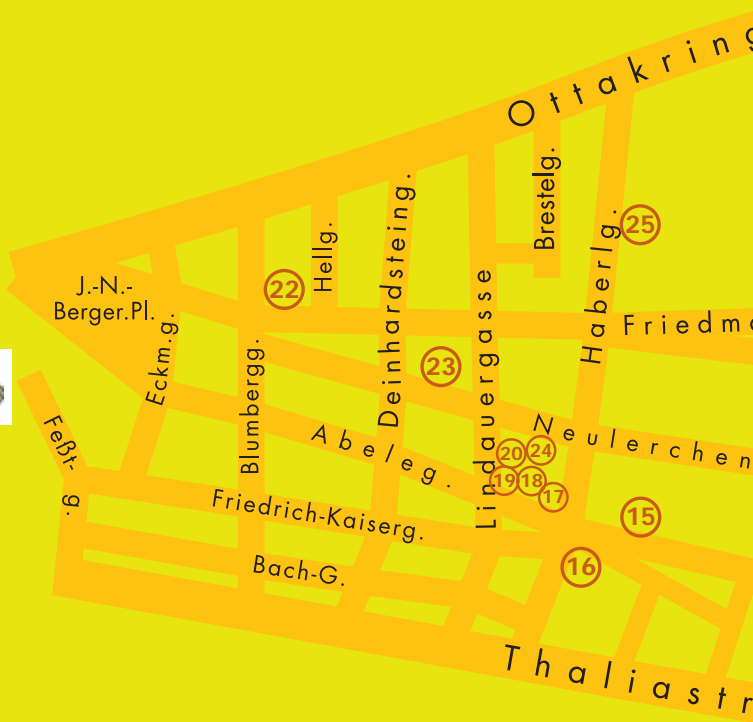 Ottakring
Brestelg.
25
Hellg.
Deinhardsteing.
Haberlg.
22
J.-N.-
Berger.Pl.
Lindauergasse
Friedm
Eckm.g.
Blumbergg.
23
Feßt-
g.
Abeleg.
Neulerchen
20
24
19
18
17
Friedrich-Kaiserg.
15
Bach-G.
16
Thaliastr